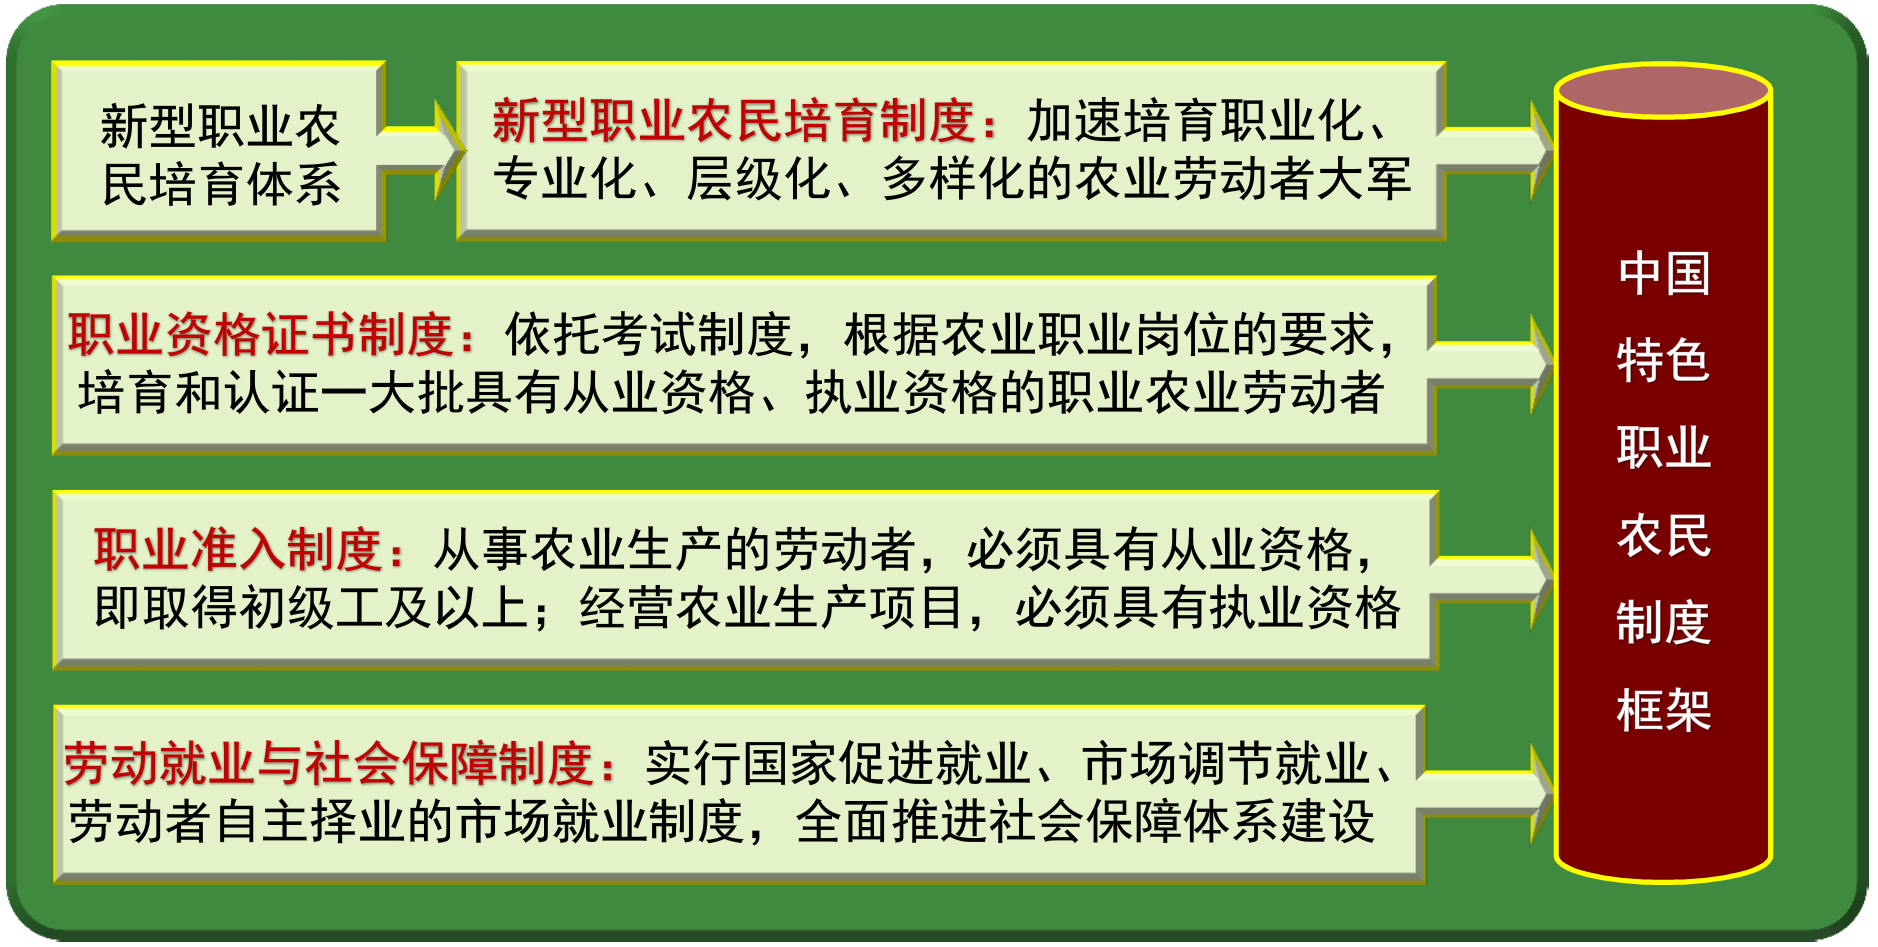 新型职业农
民培育体系
新型职业农民培育制度：加速培育职业化、
专业化、层级化、多样化的农业劳动者大军
职业资格证书制度：依托考试制度，根据农业职业岗位的要求，
培育和认证一大批具有从业资格、执业资格的职业农业劳动者
职业准入制度：从事农业生产的劳动者，必须具有从业资格，
即取得初级工及以上；经营农业生产项目，必须具有执业资格
劳动就业与社会保障制度：实行国家促进就业、市场调节就业、
劳动者自主择业的市场就业制度，全面推进社会保障体系建设
中国
特色
职业
农民
制度
框架